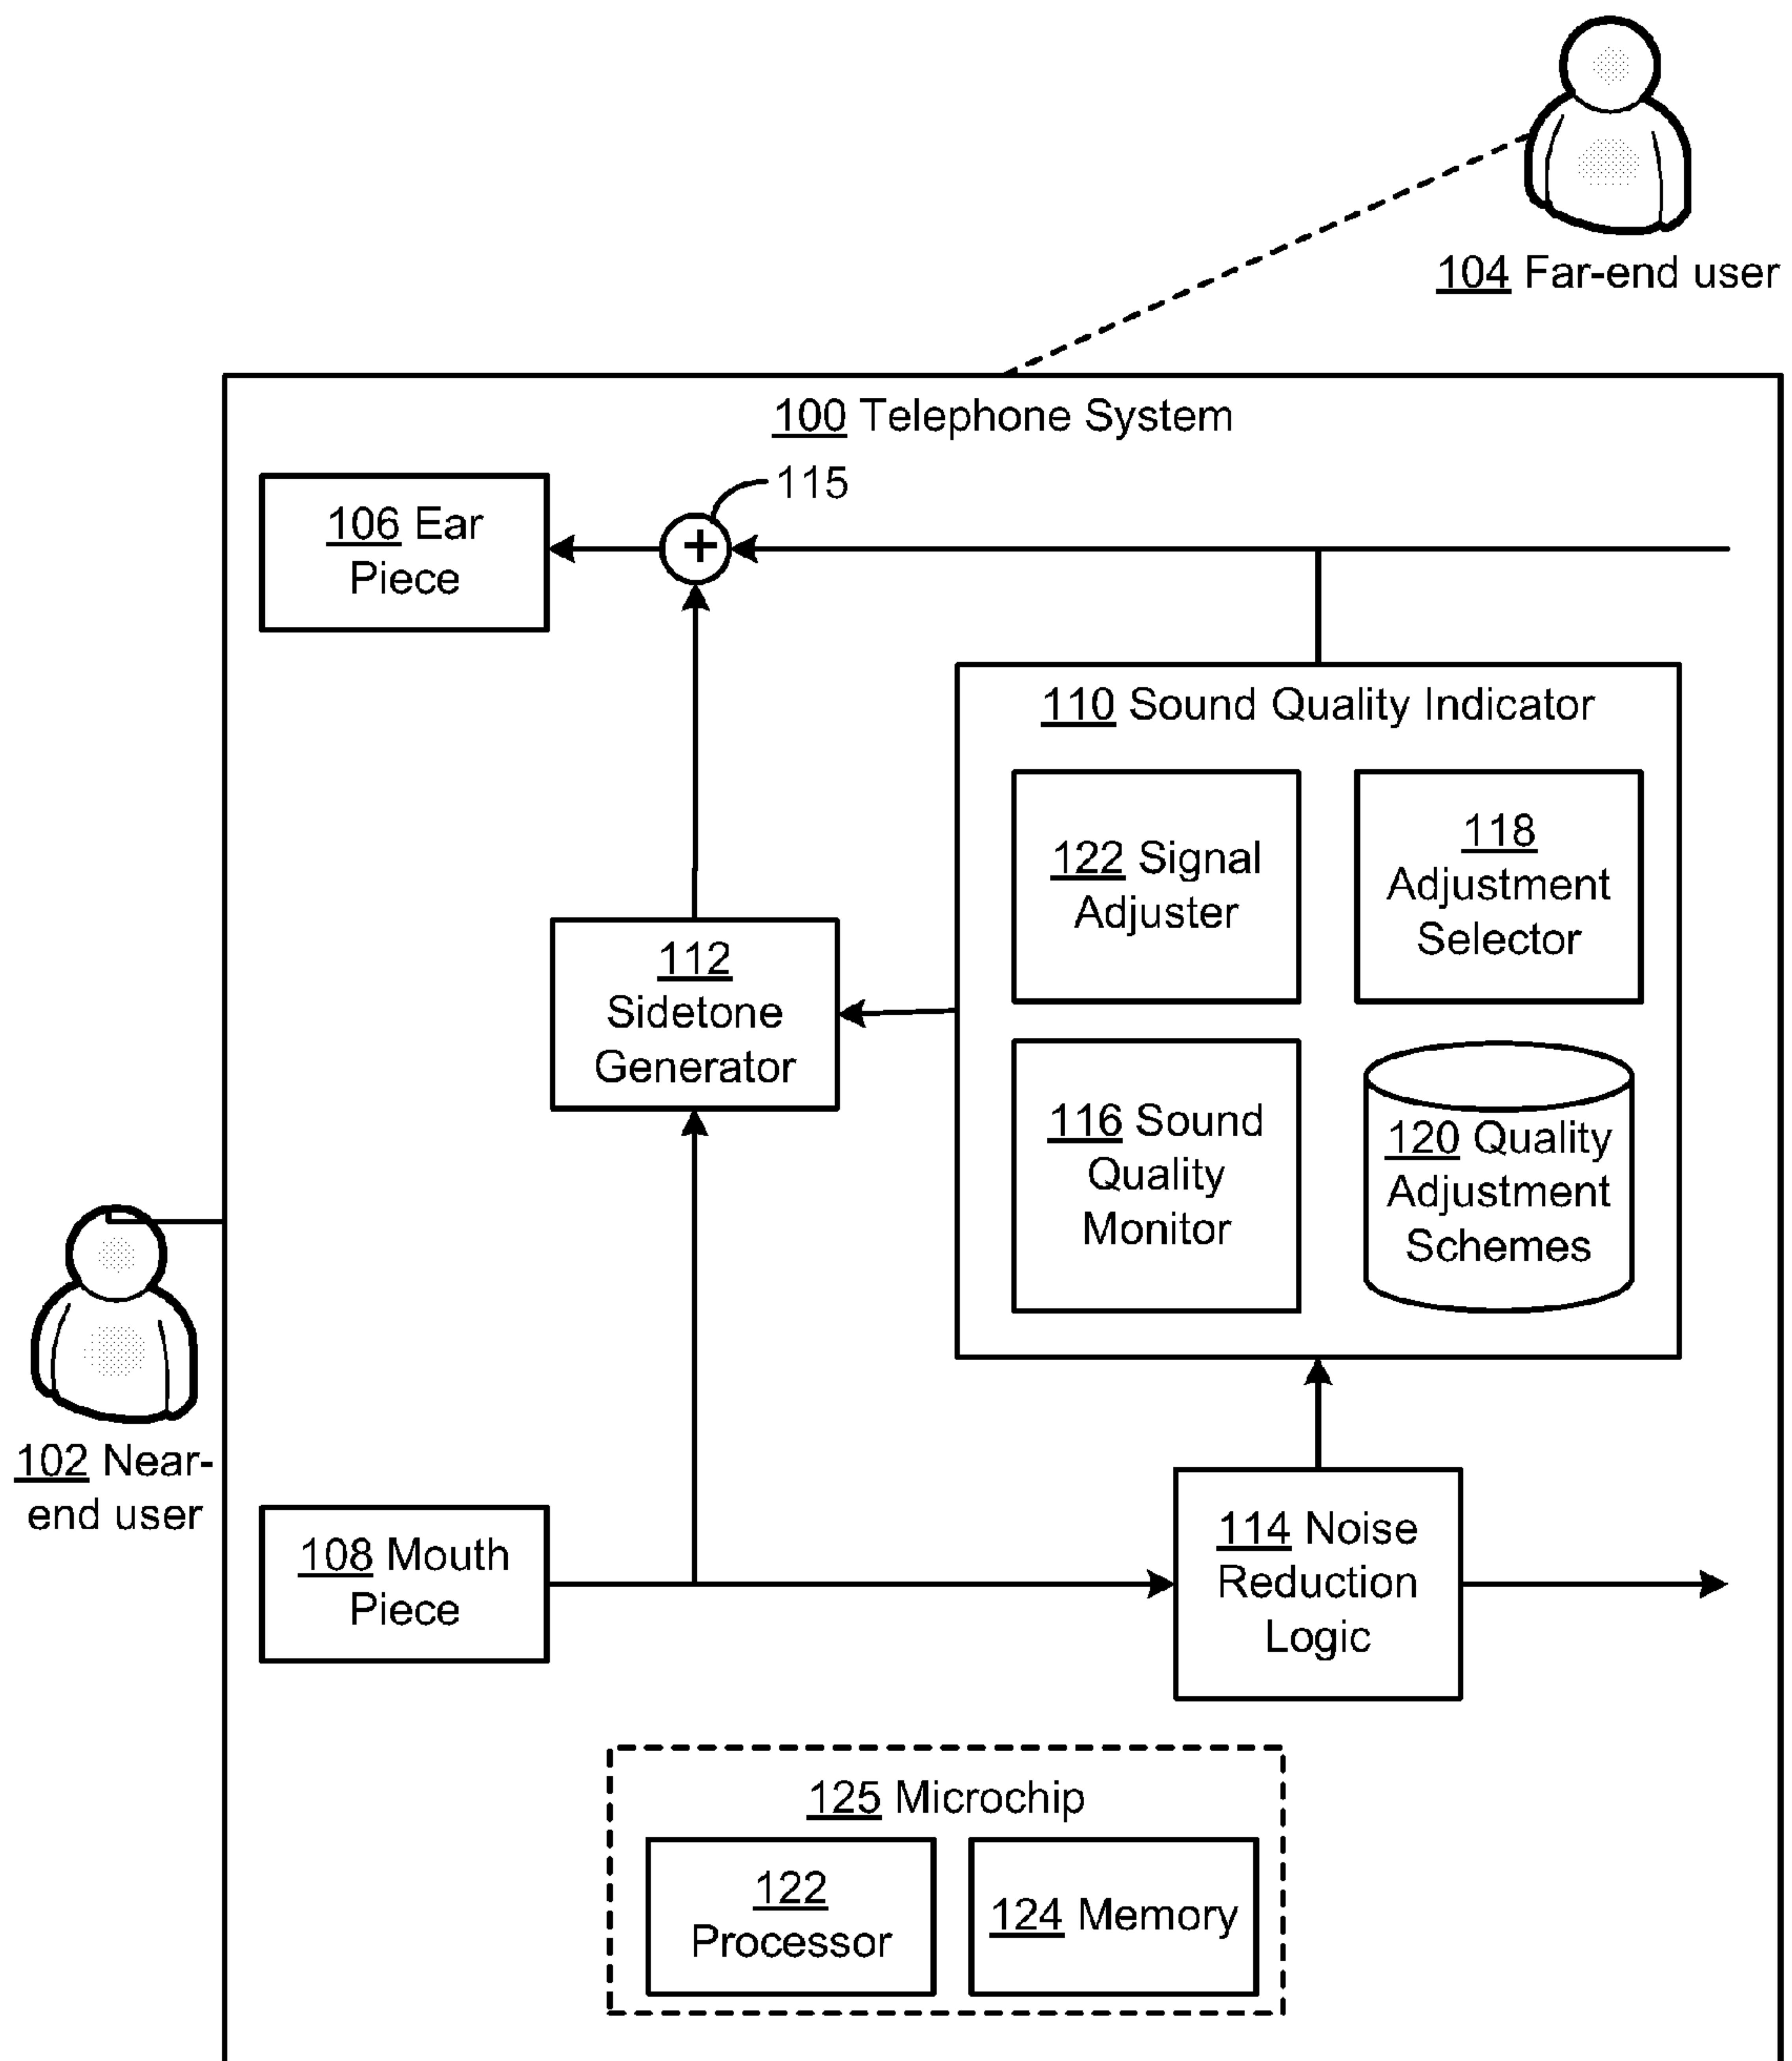 104 Far-end user
100 Telephone System
115
106 Ear
Piece
+
110 Sound Quality Indicator
122 Signal
Adjuster
118
Adjustment
Selector
112
Sidetone
Generator
116 Sound
Quality
Monitor
120 Quality
Adjustment
Schemes
102 Near-
end user
108 Mouth
Piece
114 Noise
Reduction
Logic
125 Microchip
122
Processor
124 Memory